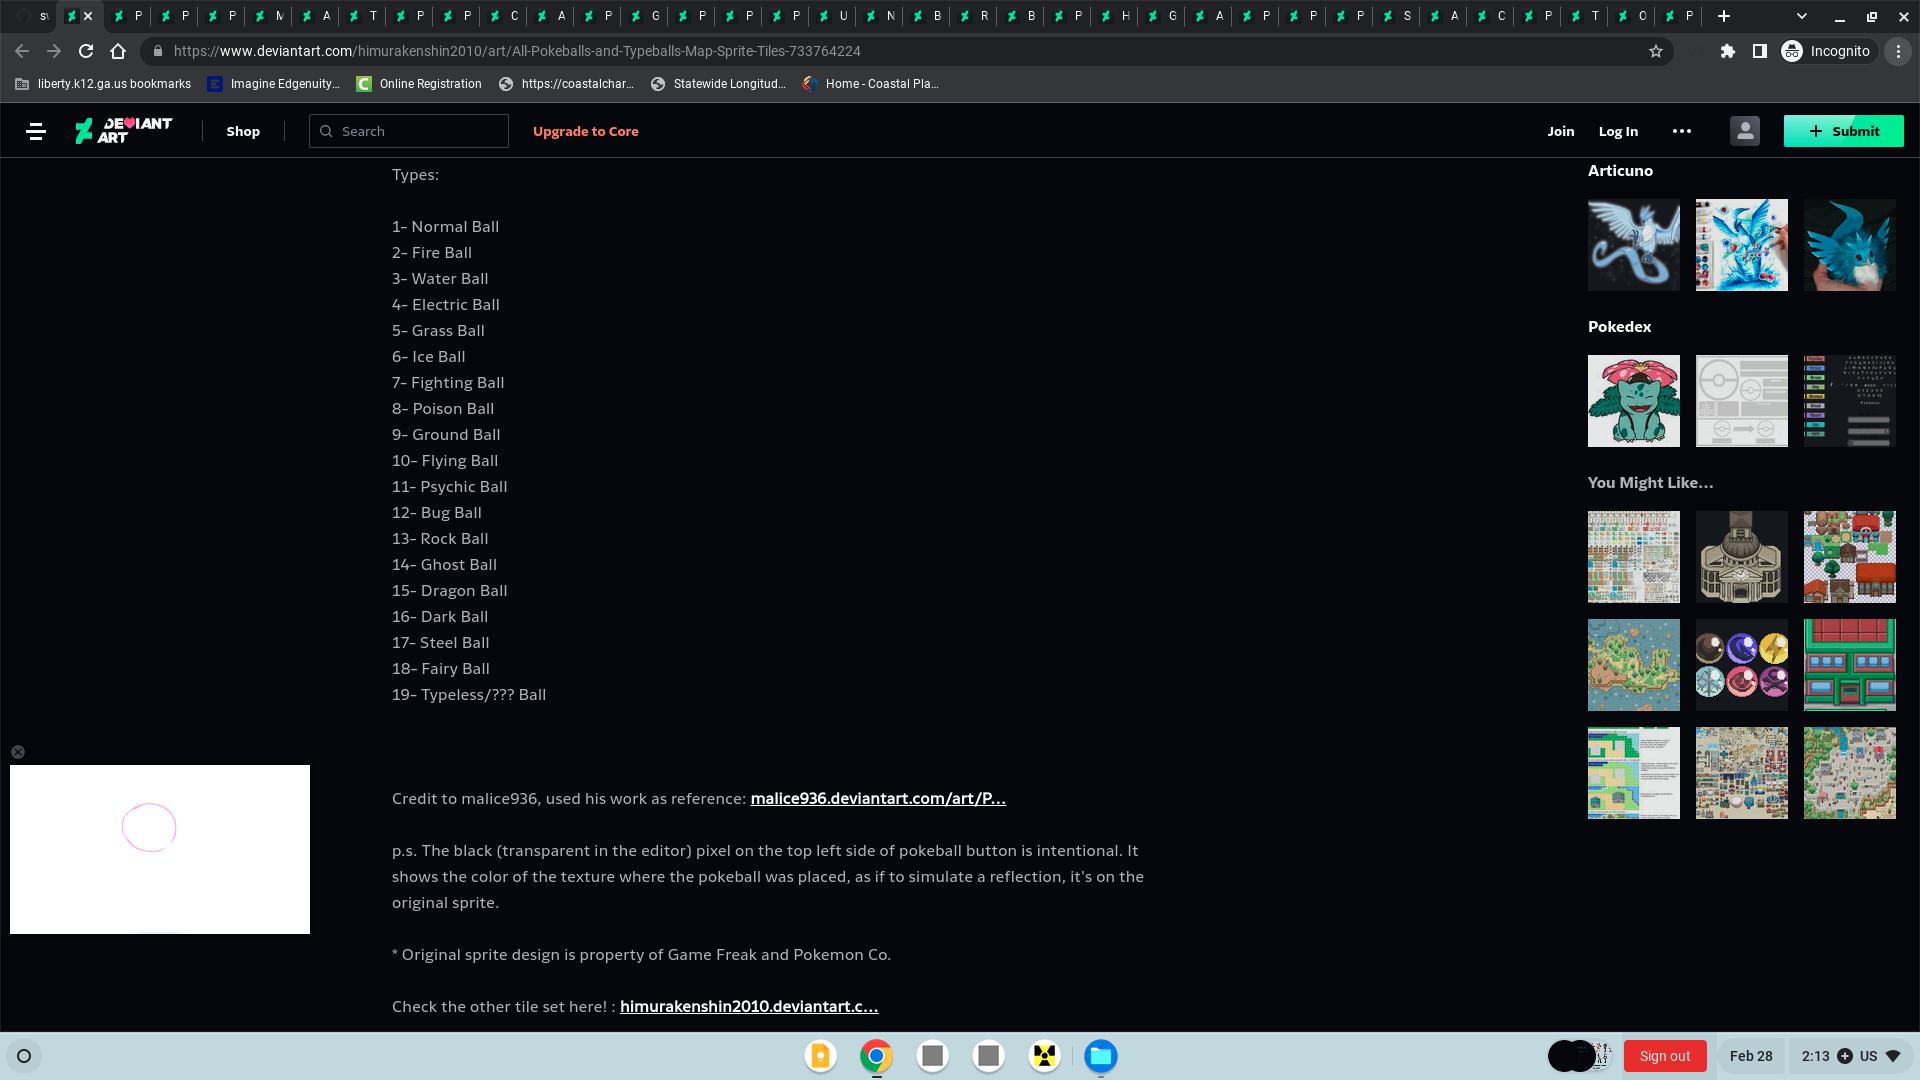 https://www.deviantart.com/himurakenshin2010/art/All-Pokeballs-and-Typeballs-Map-Sprite-Tiles-733764224
Incognito
liberty.k12.ga.us bookmarks
Imagine Edgenuity...
Online Registration
https://coastalchar...
Statewide Longitud...
Home - Coastal Pla...
DEVIANT ART
Shop
Search
Upgrade to Core
Join
Log In
Submit
Types:
1- Normal Ball
2- Fire Ball
3- Water Ball
4- Electric Ball
5- Grass Ball
6- Ice Ball
7- Fighting Ball
8- Poison Ball
9- Ground Ball
10- Flying Ball
11- Psychic Ball
12- Bug Ball
13- Rock Ball
14- Ghost Ball
15- Dragon Ball
16- Dark Ball
17- Steel Ball
18- Fairy Ball
19- Typeless/??? Ball
Credit to malice936, used his work as reference: malice936.deviantart.com/art/P...
p.s. The black (transparent in the editor) pixel on the top left side of pokeball button is intentional. It
shows the color of the texture where the pokeball was placed, as if to simulate a reflection, it's on the
original sprite.
* Original sprite design is property of Game Freak and Pokemon Co.
Check the other tile set here! : himurakenshin2010.deviantart.c...
Articuno
Pokedex
You Might Like...
Sign out
Feb 28
2:13
US